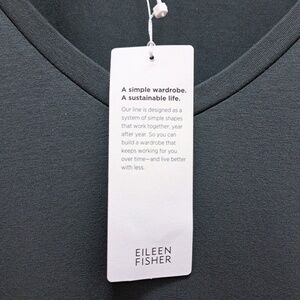 A simple wardrobe.
A sustainable life.
Our line is designed as a
system of simple shapes
that work together, year
after year. So you can
build a wardrobe that
keeps working for you
over time—and live better
with less.
EILEEN
FISHER